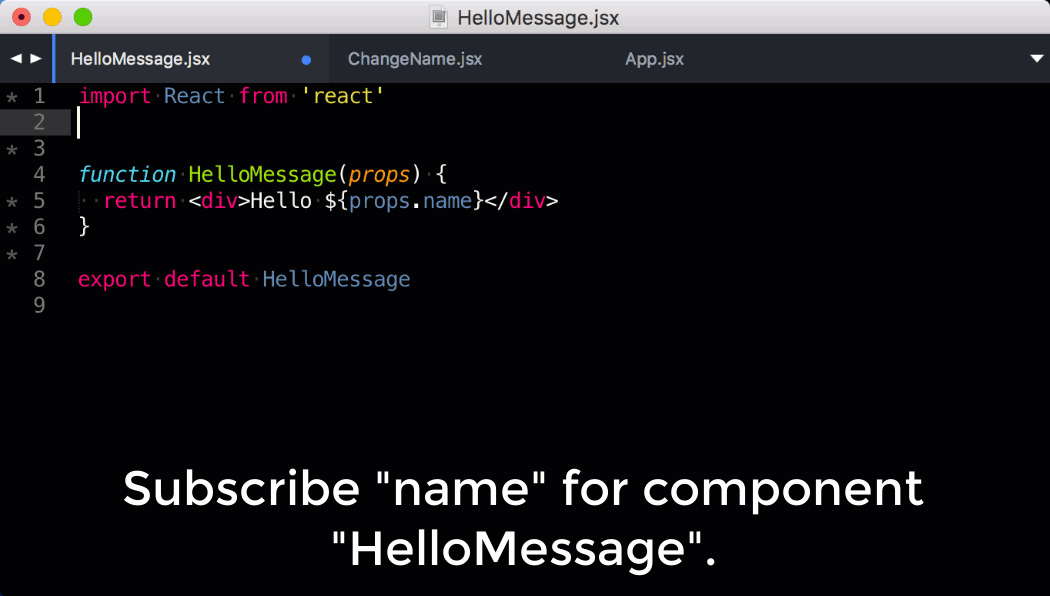 HelloMessage.jsx
HelloMessage.jsx ChangeName.jsx App.jsx
* 1 import React from 'react'
2
* 3
4 function HelloMessage(props) {
* 5 return <div>Hello ${props.name}</div>
* 6 }
* 7
8 export default HelloMessage
9
Subscribe "name" for component
"HelloMessage".